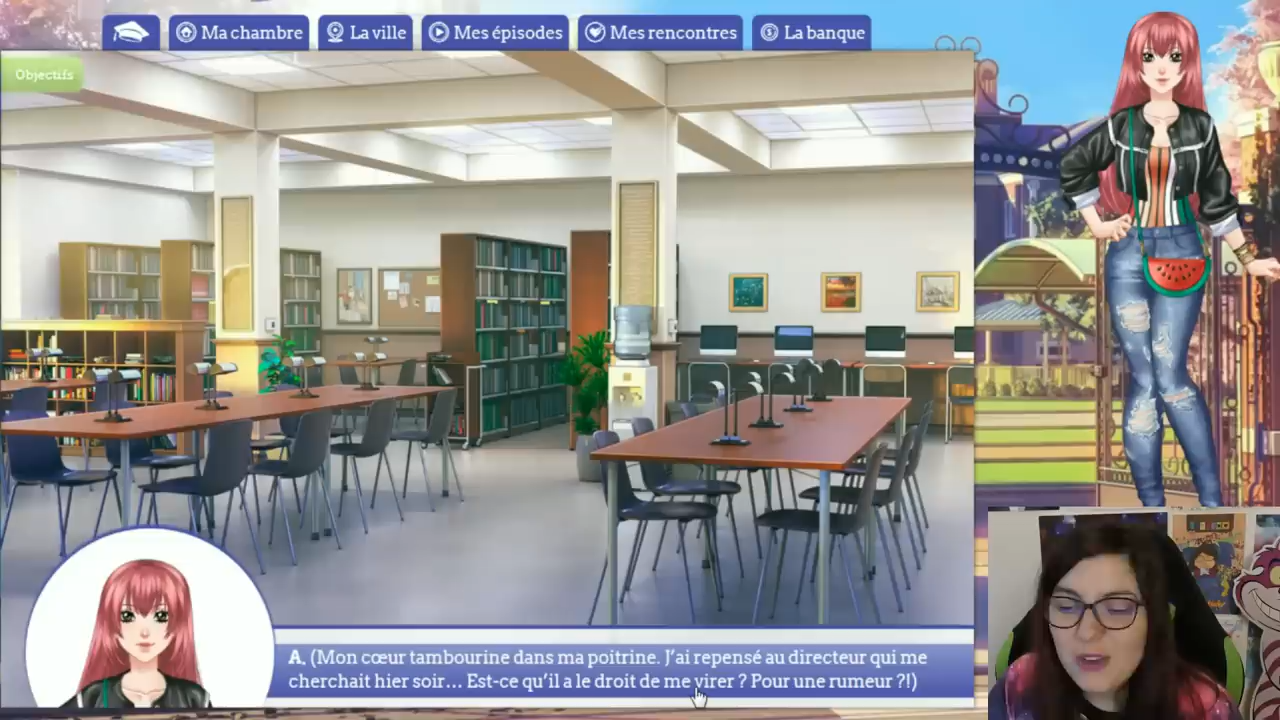 Ma chambre
La ville
Mes épisodes
Mes rencontres
La banque
Objectifs
A. (Mon cœur tambourine dans ma poitrine. J'ai repensé au directeur qui me
cherchait hier soir... Est-ce qu'il a le droit de me virer ? Pour une rumeur ?!)